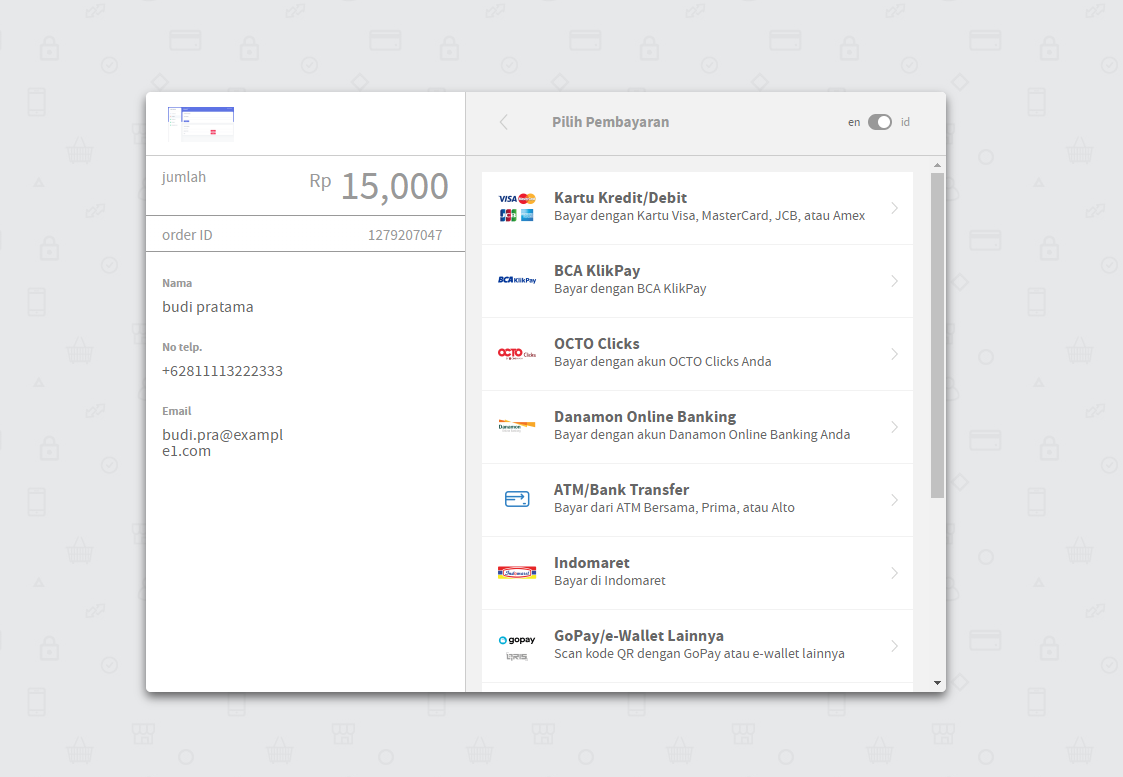 jumlah
Rp 15,000
order ID
1279207047
Nama
budi pratama
No telp.
+62811113222333
Email
budi.pra@exampl
e1.com
Pilih Pembayaran
en
id
VISA
JCB
Kartu Kredit/Debit
Bayar dengan Kartu Visa, MasterCard, JCB, atau Amex
BCA KlikPay
BCA KlikPay
Bayar dengan BCA KlikPay
OCTO Clicks
OCTO Clicks
Bayar dengan akun OCTO Clicks Anda
Danamon
Danamon Online Banking
Bayar dengan akun Danamon Online Banking Anda
ATM/Bank Transfer
Bayar dari ATM Bersama, Prima, atau Alto
Indomaret
Indomaret
Bayar di Indomaret
gopay
QRIS
GoPay/e-Wallet Lainnya
Scan kode QR dengan GoPay atau e-wallet lainnya